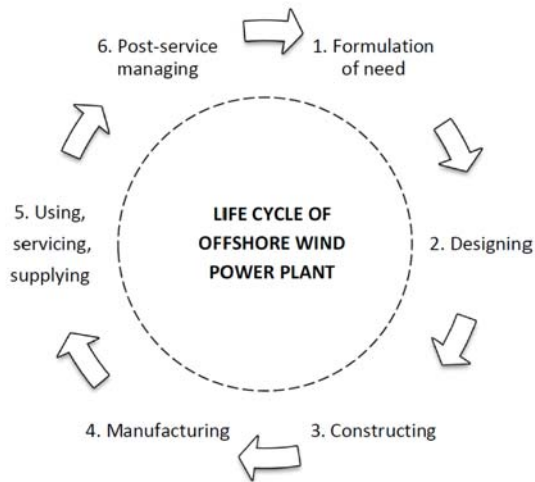 6. Post-service
managing
1. Formulation
of need
2. Designing
3. Constructing
4. Manufacturing
5. Using,
servicing,
supplying
LIFE CYCLE OF
OFFSHORE WIND
POWER PLANT